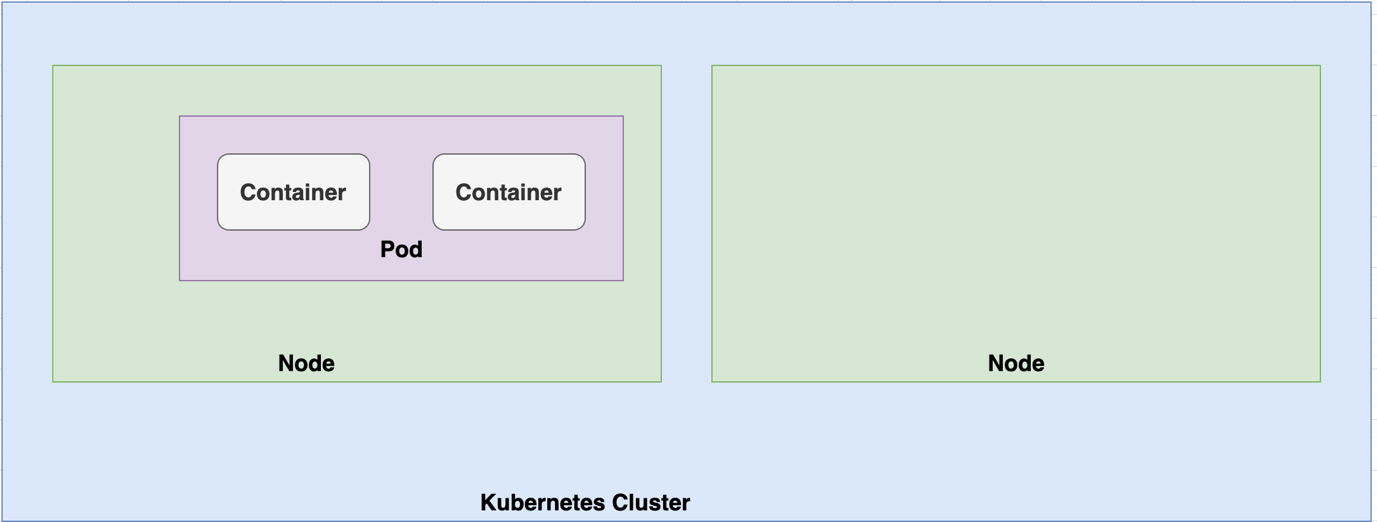 Container
Container
Pod
Node
Node
Kubernetes Cluster